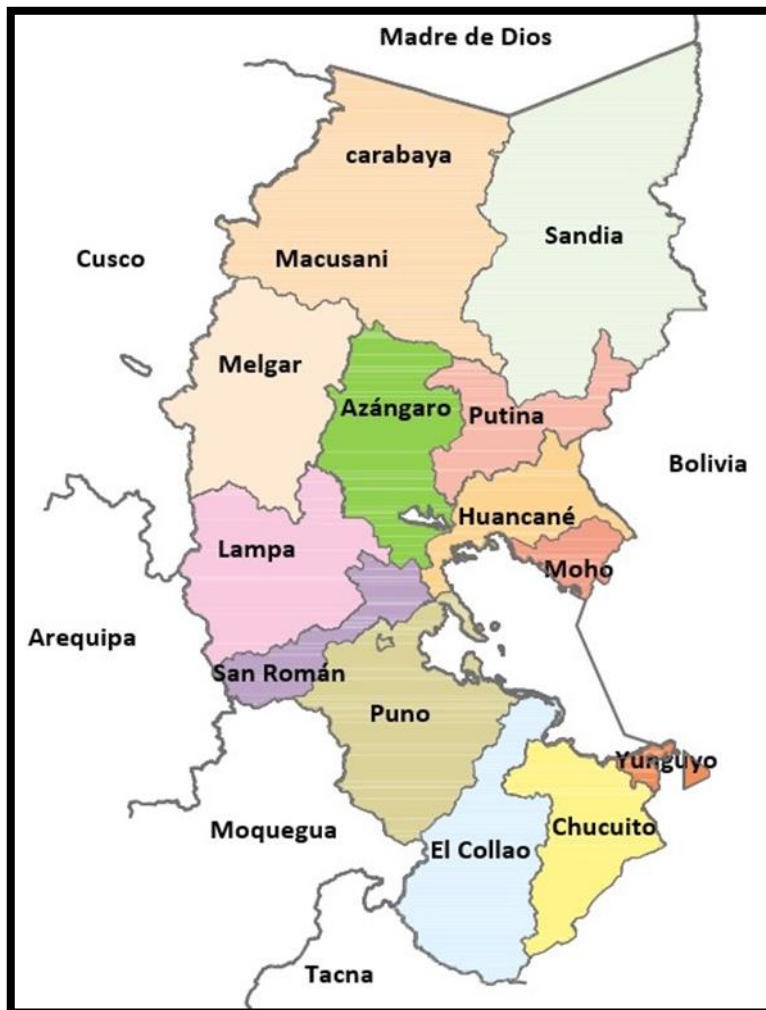 Madre de Dios
carabaya
Sandia
Cusco
Macusani
Melgar
Azángaro
Putina
Bolivia
Huancané
Lampa
Moho
Arequipa
San Román
Puno
Yunguyo
Moquegua
Chucuito
El Collao
Tacna